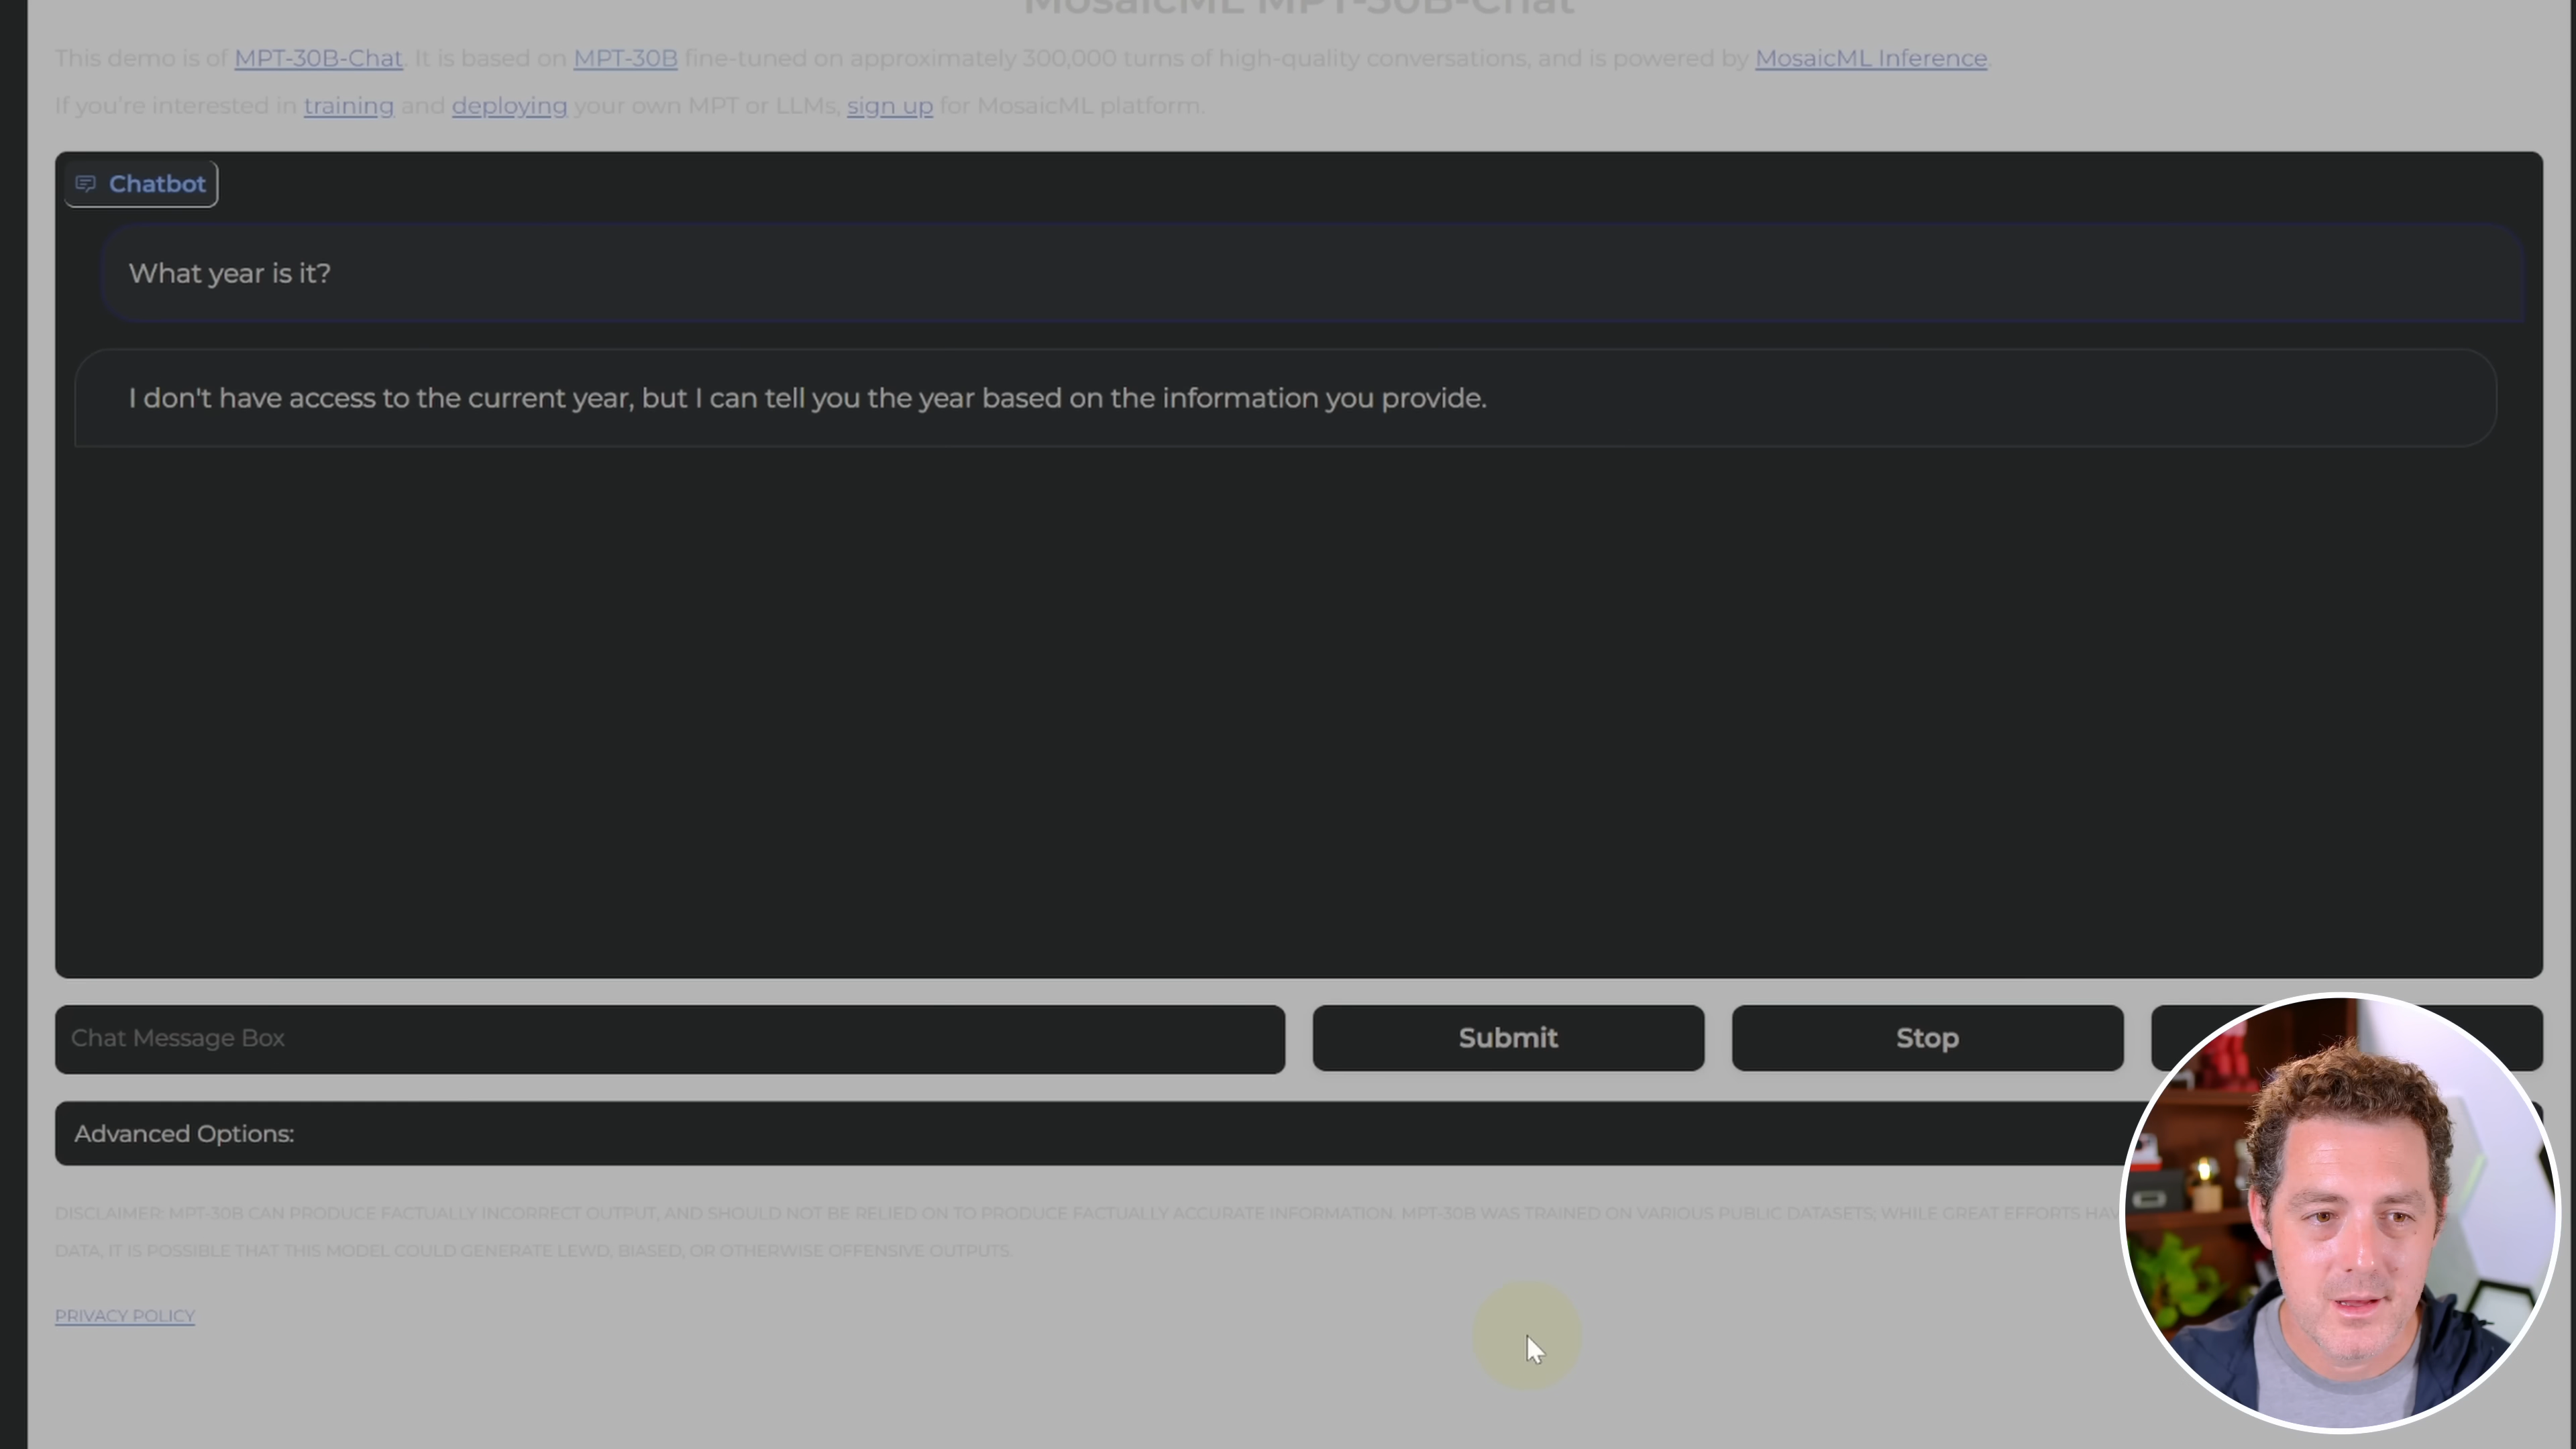 MosaicML MPT-30B-Chat
This demo is of MPT-30B-Chat. It is based on MPT-30B fine-tuned on approximately 300,000 turns of high-quality conversations, and is powered by MosaicML Inference.
If you're interested in training and deploying your own MPT or LLMs, sign up for MosaicML platform.
Chatbot
What year is it?
I don't have access to the current year, but I can tell you the year based on the information you provide.
Chat Message Box
Submit
Stop
Advanced Options:
DISCLAIMER: MPT-30B CAN PRODUCE FACTUALLY INCORRECT OUTPUT, AND SHOULD NOT BE RELIED ON TO PRODUCE FACTUALLY ACCURATE INFORMATION. MPT-30B WAS TRAINED ON VARIOUS PUBLIC DATASETS; WHILE GREAT EFFORTS
DATA, IT IS POSSIBLE THAT THIS MODEL COULD GENERATE LEWD, BIASED, OR OTHERWISE OFFENSIVE OUTPUTS.
PRIVACY POLICY